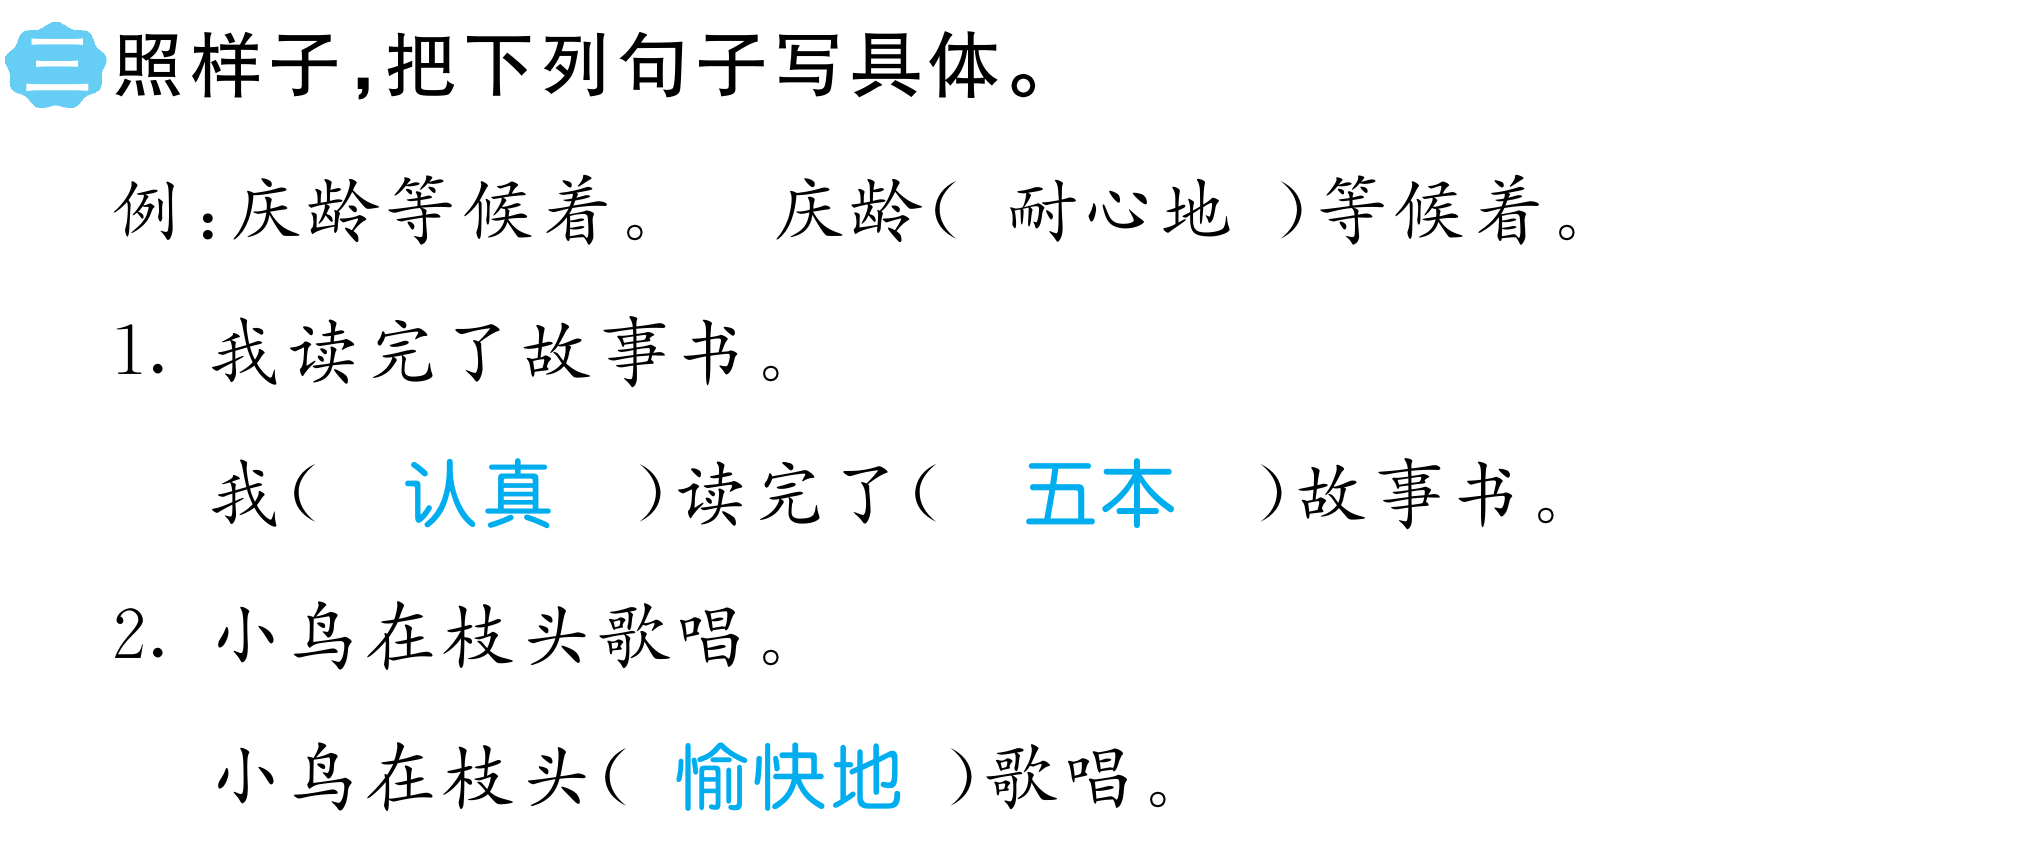 三 照样子,把下列句子写具体。
例:庆龄等候着。 庆龄( 耐心地 )等候着。
1. 我读完了故事书。
我( 认真 )读完了( 五本 )故事书。
2. 小鸟在枝头歌唱。
小鸟在枝头( 愉快地 )歌唱。